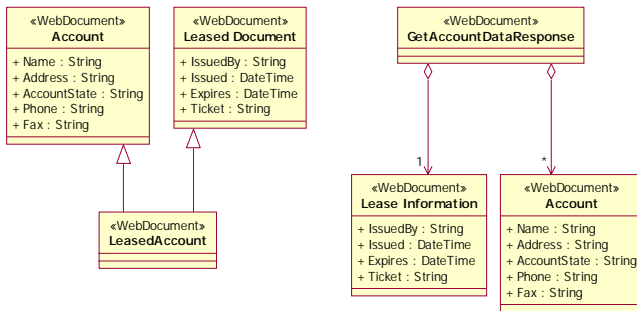 «WebDocument»
Account
+ Name : String
+ Address : String
+ AccountState : String
+ Phone : String
+ Fax : String
«WebDocument»
Leased Document
+ IssuedBy : String
+ Issued : DateTime
+ Expires : DateTime
+ Ticket : String
«WebDocument»
LeasedAccount
«WebDocument»
GetAccountDataResponse
1
*
«WebDocument»
Lease Information
+ IssuedBy : String
+ Issued : DateTime
+ Expires : DateTime
+ Ticket : String
«WebDocument»
Account
+ Name : String
+ Address : String
+ AccountState : String
+ Phone : String
+ Fax : String